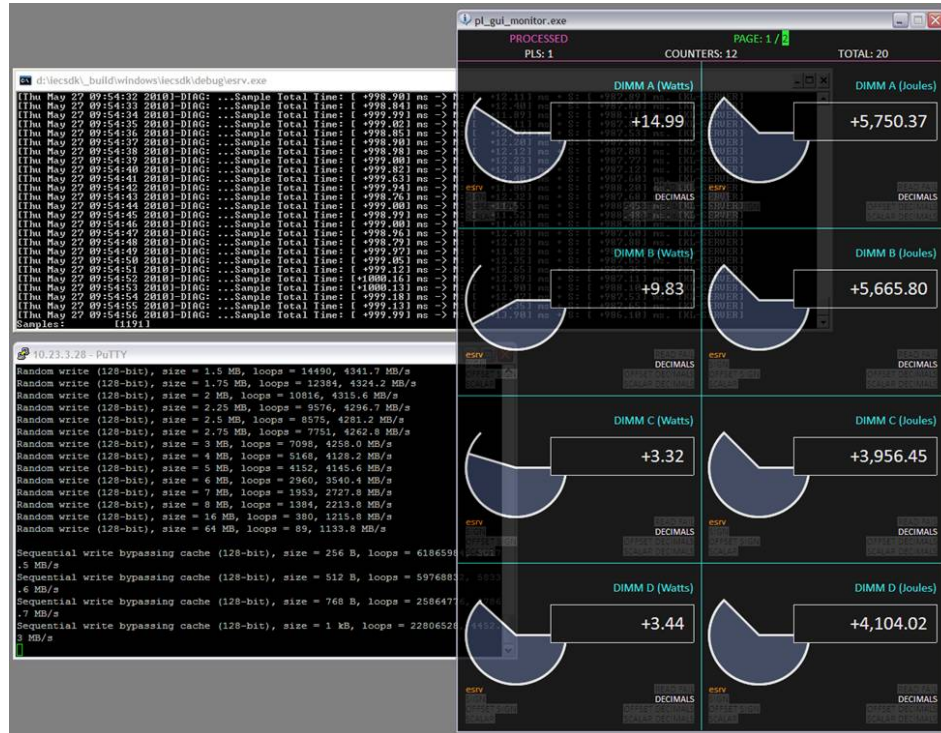 d:\iecsdk\_build\windows\iecsdk\debug\esrv.exe
[Thu May 27 09:54:32 2010]-DIAG: ...Sample Total Time: [ +998.90] ms ->
[Thu May 27 09:54:33 2010]-DIAG: ...Sample Total Time: [ +998.84] ms ->
[Thu May 27 09:54:34 2010]-DIAG: ...Sample Total Time: [ +999.99] ms ->
[Thu May 27 09:54:35 2010]-DIAG: ...Sample Total Time: [ +999.02] ms ->
[Thu May 27 09:54:36 2010]-DIAG: ...Sample Total Time: [ +998.85] ms ->
[Thu May 27 09:54:37 2010]-DIAG: ...Sample Total Time: [ +998.90] ms ->
[Thu May 27 09:54:38 2010]-DIAG: ...Sample Total Time: [ +998.98] ms ->
[Thu May 27 09:54:39 2010]-DIAG: ...Sample Total Time: [ +999.00] ms ->
[Thu May 27 09:54:40 2010]-DIAG: ...Sample Total Time: [ +999.82] ms ->
[Thu May 27 09:54:41 2010]-DIAG: ...Sample Total Time: [ +999.63] ms ->
[Thu May 27 09:54:42 2010]-DIAG: ...Sample Total Time: [ +999.94] ms ->
[Thu May 27 09:54:43 2010]-DIAG: ...Sample Total Time: [ +998.76] ms ->
[Thu May 27 09:54:44 2010]-DIAG: ...Sample Total Time: [ +999.00] ms ->
[Thu May 27 09:54:45 2010]-DIAG: ...Sample Total Time: [ +998.99] ms ->
[Thu May 27 09:54:46 2010]-DIAG: ...Sample Total Time: [ +999.00] ms ->
[Thu May 27 09:54:47 2010]-DIAG: ...Sample Total Time: [ +998.96] ms ->
[Thu May 27 09:54:48 2010]-DIAG: ...Sample Total Time: [ +998.79] ms ->
[Thu May 27 09:54:49 2010]-DIAG: ...Sample Total Time: [ +999.97] ms ->
[Thu May 27 09:54:50 2010]-DIAG: ...Sample Total Time: [ +999.05] ms ->
[Thu May 27 09:54:51 2010]-DIAG: ...Sample Total Time: [ +999.12] ms ->
[Thu May 27 09:54:52 2010]-DIAG: ...Sample Total Time: [+1000.16] ms ->
[Thu May 27 09:54:53 2010]-DIAG: ...Sample Total Time: [+1000.13] ms ->
[Thu May 27 09:54:54 2010]-DIAG: ...Sample Total Time: [ +999.18] ms ->
[Thu May 27 09:54:55 2010]-DIAG: ...Sample Total Time: [ +999.13] ms ->
[Thu May 27 09:54:56 2010]-DIAG: ...Sample Total Time: [ +999.99] ms ->
Samples: [1191]
10.23.3.28 - PuTTY
Random write (128-bit), size = 1.5 MB, loops = 14490, 4341.7 MB/s
Random write (128-bit), size = 1.75 MB, loops = 12384, 4324.2 MB/s
Random write (128-bit), size = 2 MB, loops = 10816, 4315.6 MB/s
Random write (128-bit), size = 2.25 MB, loops = 9576, 4296.7 MB/s
Random write (128-bit), size = 2.5 MB, loops = 8575, 4281.2 MB/s
Random write (128-bit), size = 2.75 MB, loops = 7751, 4262.8 MB/s
Random write (128-bit), size = 3 MB, loops = 7098, 4258.0 MB/s
Random write (128-bit), size = 4 MB, loops = 5168, 4128.2 MB/s
Random write (128-bit), size = 5 MB, loops = 4152, 4145.6 MB/s
Random write (128-bit), size = 6 MB, loops = 2960, 3540.4 MB/s
Random write (128-bit), size = 7 MB, loops = 1953, 2727.8 MB/s
Random write (128-bit), size = 8 MB, loops = 1384, 2213.8 MB/s
Random write (128-bit), size = 16 MB, loops = 380, 1215.8 MB/s
Random write (128-bit), size = 64 MB, loops = 89, 1133.8 MB/s
Sequential write bypassing cache (128-bit), size = 256 B, loops =
.5 MB/s
Sequential write bypassing cache (128-bit), size = 512 B, loops =
.6 MB/s
Sequential write bypassing cache (128-bit), size = 768 B, loops =
.7 MB/s
Sequential write bypassing cache (128-bit), size = 1 kB, loops = 22806528,
3 MB/s
pl_gui_monitor.exe
PROCESSED PAGE: 1 / 2
PLS: 1 COUNTERS: 12 TOTAL: 20
DIMM A (Watts) DIMM A (Joules)
+14.99 +5,750.37
esrv esrv
DECIMALS DECIMALS
DIMM B (Watts) DIMM B (Joules)
+9.83 +5,665.80
esrv esrv
DECIMALS DECIMALS
DIMM C (Watts) DIMM C (Joules)
+3.32 +3,956.45
esrv esrv
DECIMALS DECIMALS
DIMM D (Watts) DIMM D (Joules)
+3.44 +4,104.02
esrv esrv
DECIMALS DECIMALS